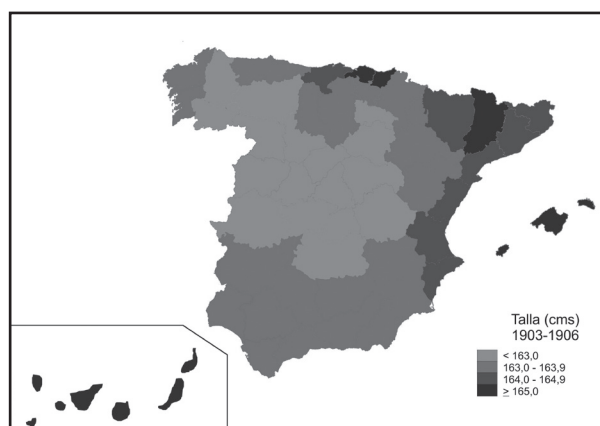 Talla (cms)
1903-1906
< 163,0
163,0 - 163,9
164,0 - 164,9
≥ 165,0